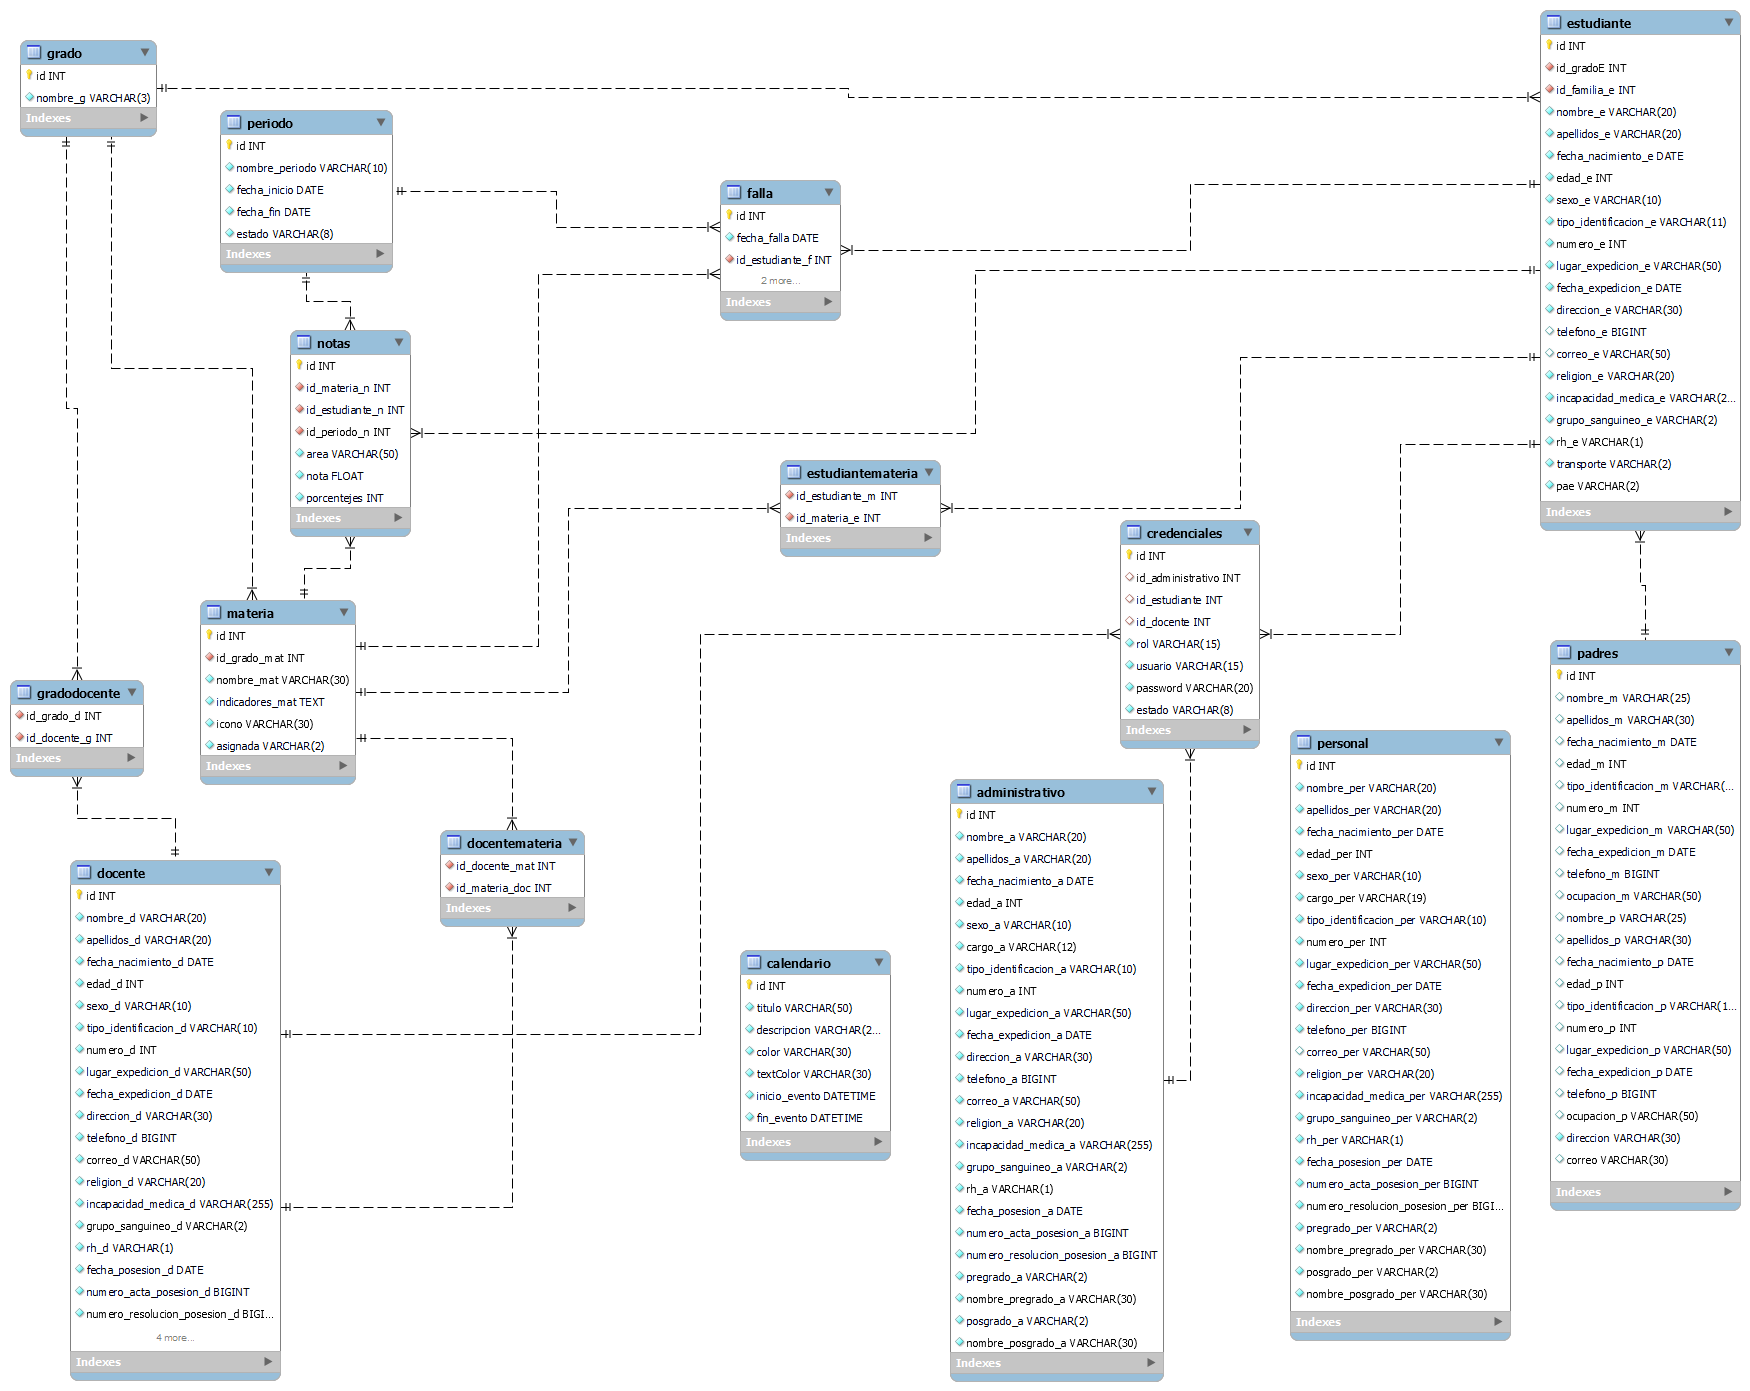 grado
id INT
nombre_g VARCHAR(3)
Indexes
periodo
id INT
nombre_periodo VARCHAR(10)
fecha_inicio DATE
fecha_fin DATE
estado VARCHAR(8)
Indexes
falla
id INT
fecha_falla DATE
id_estudiante_f INT
2 more...
Indexes
estudiante
id INT
id_gradoE INT
id_familia_e INT
nombre_e VARCHAR(20)
apellidos_e VARCHAR(20)
fecha_nacimiento_e DATE
edad_e INT
sexo_e VARCHAR(10)
tipo_identificacion_e VARCHAR(11)
numero_e INT
lugar_expedicion_e VARCHAR(50)
fecha_expedicion_e DATE
direccion_e VARCHAR(30)
telefono_e BIGINT
correo_e VARCHAR(50)
religion_e VARCHAR(20)
incapacidad_medica_e VARCHAR(2...
grupo_sanguineo_e VARCHAR(2)
rh_e VARCHAR(1)
transporte VARCHAR(2)
pae VARCHAR(2)
Indexes
notas
id INT
id_materia_n INT
id_estudiante_n INT
id_periodo_n INT
area VARCHAR(50)
nota FLOAT
porcentejes INT
Indexes
estudiantemateria
id_estudiante_m INT
id_materia_e INT
Indexes
credenciales
id INT
id_administrativo INT
id_estudiante INT
id_docente INT
rol VARCHAR(15)
usuario VARCHAR(15)
password VARCHAR(20)
estado VARCHAR(8)
Indexes
materia
id INT
id_grado_mat INT
nombre_mat VARCHAR(30)
indicadores_mat TEXT
icono VARCHAR(30)
asignada VARCHAR(2)
Indexes
gradodocente
id_grado_d INT
id_docente_g INT
Indexes
padres
id INT
nombre_m VARCHAR(25)
apellidos_m VARCHAR(30)
fecha_nacimiento_m DATE
edad_m INT
tipo_identificacion_m VARCHAR(...
numero_m INT
lugar_expedicion_m VARCHAR(50)
fecha_expedicion_m DATE
telefono_m BIGINT
ocupacion_m VARCHAR(50)
nombre_p VARCHAR(25)
apellidos_p VARCHAR(30)
fecha_nacimiento_p DATE
edad_p INT
tipo_identificacion_p VARCHAR(1...
numero_p INT
lugar_expedicion_p VARCHAR(50)
fecha_expedicion_p DATE
telefono_p BIGINT
ocupacion_p VARCHAR(50)
direccion VARCHAR(30)
correo VARCHAR(30)
Indexes
personal
id INT
nombre_per VARCHAR(20)
apellidos_per VARCHAR(20)
fecha_nacimiento_per DATE
edad_per INT
sexo_per VARCHAR(10)
cargo_per VARCHAR(19)
tipo_identificacion_per VARCHAR(10)
numero_per INT
lugar_expedicion_per VARCHAR(50)
fecha_expedicion_per DATE
direccion_per VARCHAR(30)
telefono_per BIGINT
correo_per VARCHAR(50)
religion_per VARCHAR(20)
incapacidad_medica_per VARCHAR(255)
grupo_sanguineo_per VARCHAR(2)
rh_per VARCHAR(1)
fecha_posesion_per DATE
numero_acta_posesion_per BIGINT
numero_resolucion_posesion_per BIGI...
pregrado_per VARCHAR(2)
nombre_pregrado_per VARCHAR(30)
posgrado_per VARCHAR(2)
nombre_posgrado_per VARCHAR(30)
Indexes
administrativo
id INT
nombre_a VARCHAR(20)
apellidos_a VARCHAR(20)
fecha_nacimiento_a DATE
edad_a INT
sexo_a VARCHAR(10)
cargo_a VARCHAR(12)
tipo_identificacion_a VARCHAR(10)
numero_a INT
lugar_expedicion_a VARCHAR(50)
fecha_expedicion_a DATE
direccion_a VARCHAR(30)
telefono_a BIGINT
correo_a VARCHAR(50)
religion_a VARCHAR(20)
incapacidad_medica_a VARCHAR(255)
grupo_sanguineo_a VARCHAR(2)
rh_a VARCHAR(1)
fecha_posesion_a DATE
numero_acta_posesion_a BIGINT
numero_resolucion_posesion_a BIGINT
pregrado_a VARCHAR(2)
nombre_pregrado_a VARCHAR(30)
posgrado_a VARCHAR(2)
nombre_posgrado_a VARCHAR(30)
Indexes
docentemateria
id_docente_mat INT
id_materia_doc INT
Indexes
docente
id INT
nombre_d VARCHAR(20)
apellidos_d VARCHAR(20)
fecha_nacimiento_d DATE
edad_d INT
sexo_d VARCHAR(10)
tipo_identificacion_d VARCHAR(10)
numero_d INT
lugar_expedicion_d VARCHAR(50)
fecha_expedicion_d DATE
direccion_d VARCHAR(30)
telefono_d BIGINT
correo_d VARCHAR(50)
religion_d VARCHAR(20)
incapacidad_medica_d VARCHAR(255)
grupo_sanguineo_d VARCHAR(2)
rh_d VARCHAR(1)
fecha_posesion_d DATE
numero_acta_posesion_d BIGINT
numero_resolucion_posesion_d BIGI...
4 more...
Indexes
calendario
id INT
titulo VARCHAR(50)
descripcion VARCHAR(2...
color VARCHAR(30)
textColor VARCHAR(30)
inicio_evento DATETIME
fin_evento DATETIME
Indexes